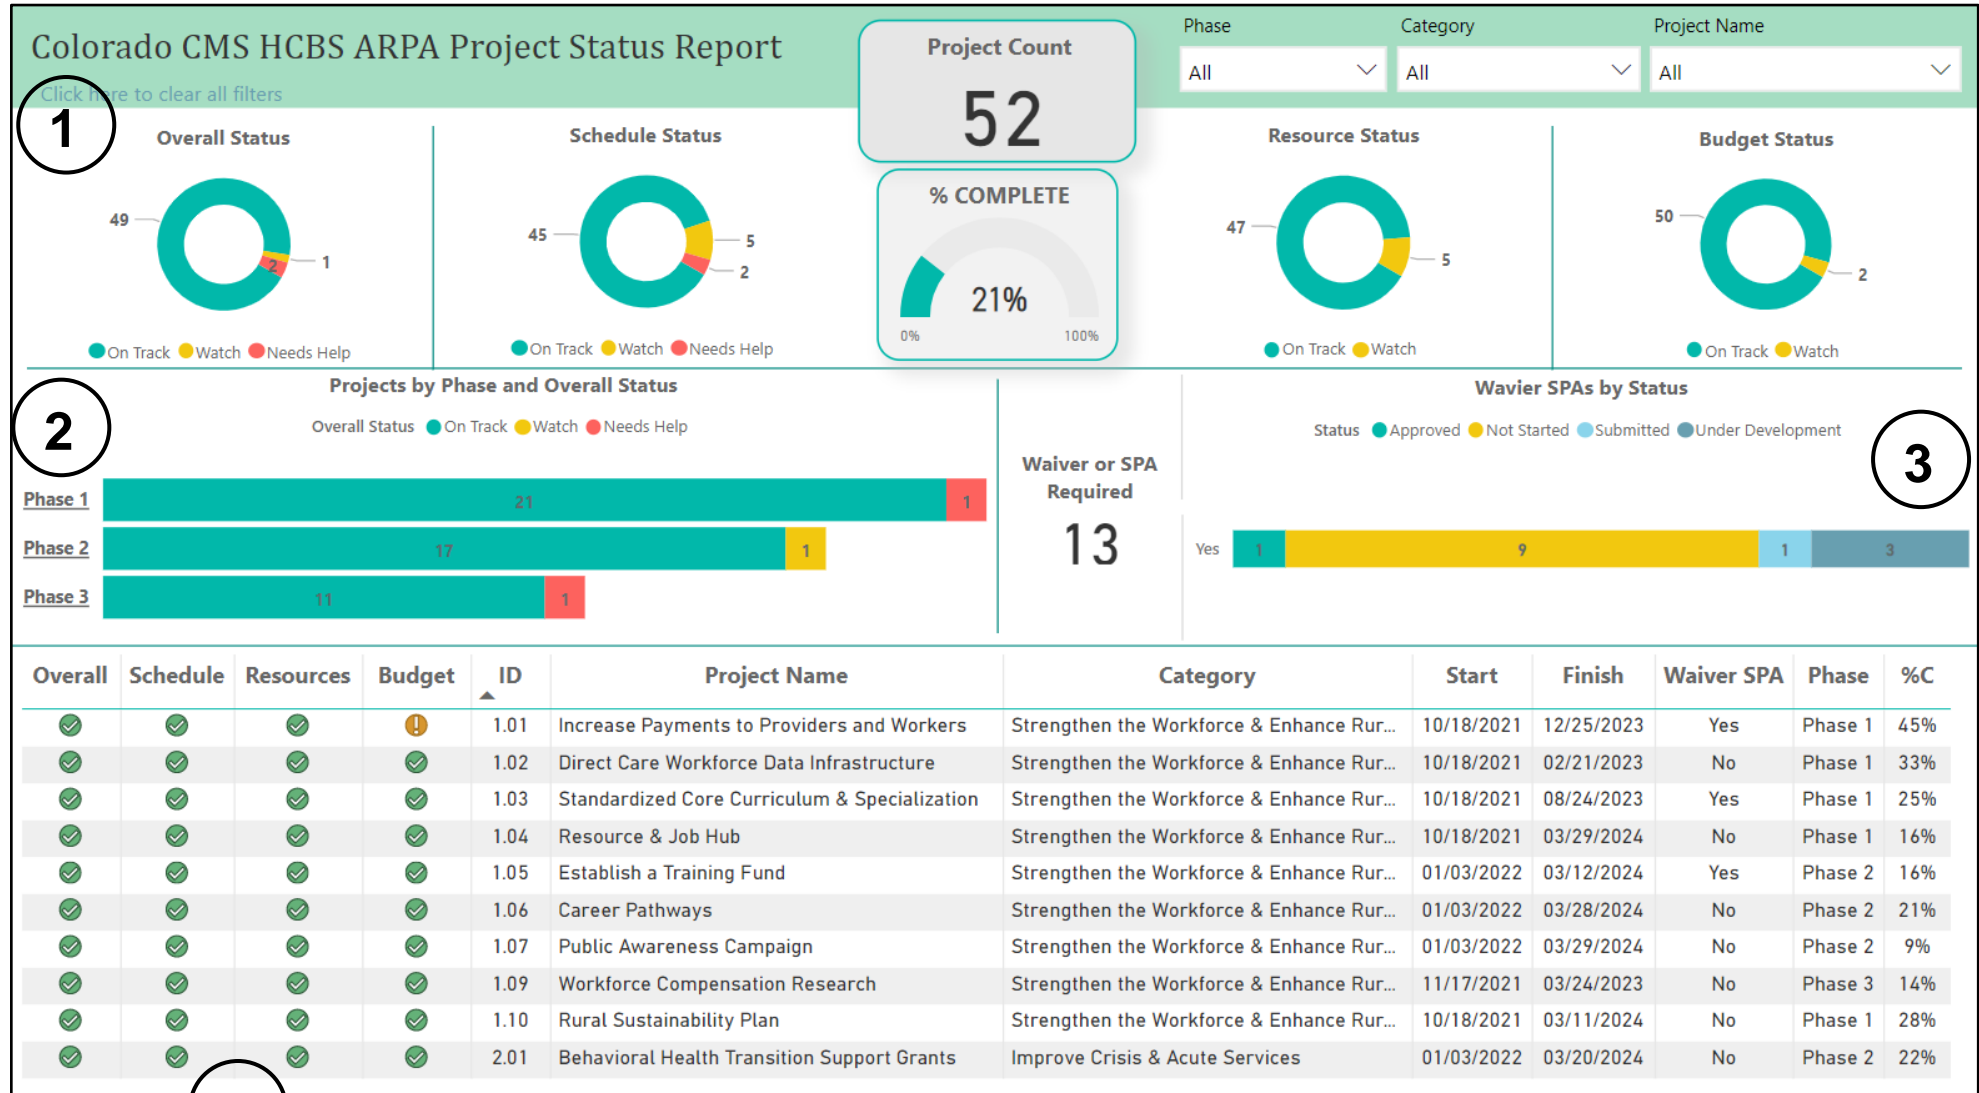 Colorado CMS HCBS ARPA Project Status Report
Click here to clear all filters
Project Count
52
Phase
All
Category
All
Project Name
All
1
Overall Status
49
2
1
On Track Watch Needs Help
Schedule Status
45
5
2
On Track Watch Needs Help
% COMPLETE
21%
0%
100%
Resource Status
47
5
On Track Watch
Budget Status
50
2
On Track Watch
2
Projects by Phase and Overall Status
Overall Status On Track Watch Needs Help
Phase 1 21 1
Phase 2 17 1
Phase 3 11 1
Waiver or SPA
Required
13
Wavier SPAs by Status
Status Approved Not Started Submitted Under Development
3
Yes 1 9 1 3
Overall Schedule Resources Budget ID Project Name Category Start Finish Waiver SPA Phase %C
1.01 Increase Payments to Providers and Workers Strengthen the Workforce & Enhance Rur... 10/18/2021 12/25/2023 Yes Phase 1 45%
1.02 Direct Care Workforce Data Infrastructure Strengthen the Workforce & Enhance Rur... 10/18/2021 02/21/2023 No Phase 1 33%
1.03 Standardized Core Curriculum & Specialization Strengthen the Workforce & Enhance Rur... 10/18/2021 08/24/2023 Yes Phase 1 25%
1.04 Resource & Job Hub Strengthen the Workforce & Enhance Rur... 10/18/2021 03/29/2024 No Phase 1 16%
1.05 Establish a Training Fund Strengthen the Workforce & Enhance Rur... 01/03/2022 03/12/2024 Yes Phase 2 16%
1.06 Career Pathways Strengthen the Workforce & Enhance Rur... 01/03/2022 03/28/2024 No Phase 2 21%
1.07 Public Awareness Campaign Strengthen the Workforce & Enhance Rur... 01/03/2022 03/29/2024 No Phase 2 9%
1.09 Workforce Compensation Research Strengthen the Workforce & Enhance Rur... 11/17/2021 03/24/2023 No Phase 3 14%
1.10 Rural Sustainability Plan Strengthen the Workforce & Enhance Rur... 10/18/2021 03/11/2024 No Phase 1 28%
2.01 Behavioral Health Transition Support Grants Improve Crisis & Acute Services 01/03/2022 03/20/2024 No Phase 2 22%